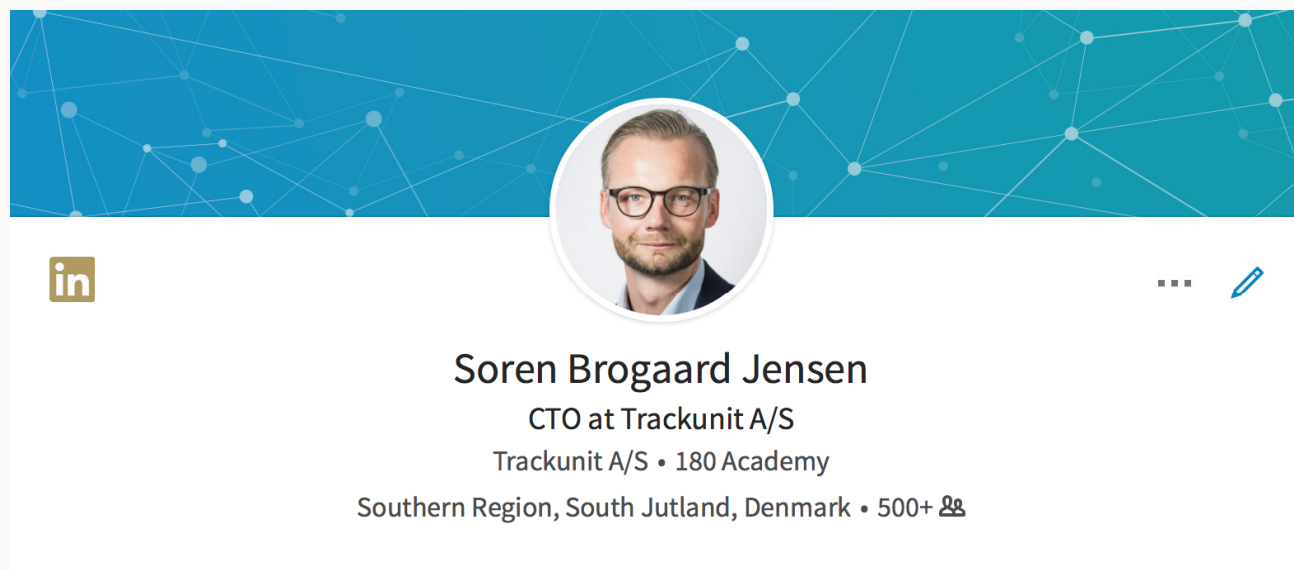 in
Soren Brogaard Jensen
CTO at Trackunit A/S
Trackunit A/S • 180 Academy
Southern Region, South Jutland, Denmark • 500+